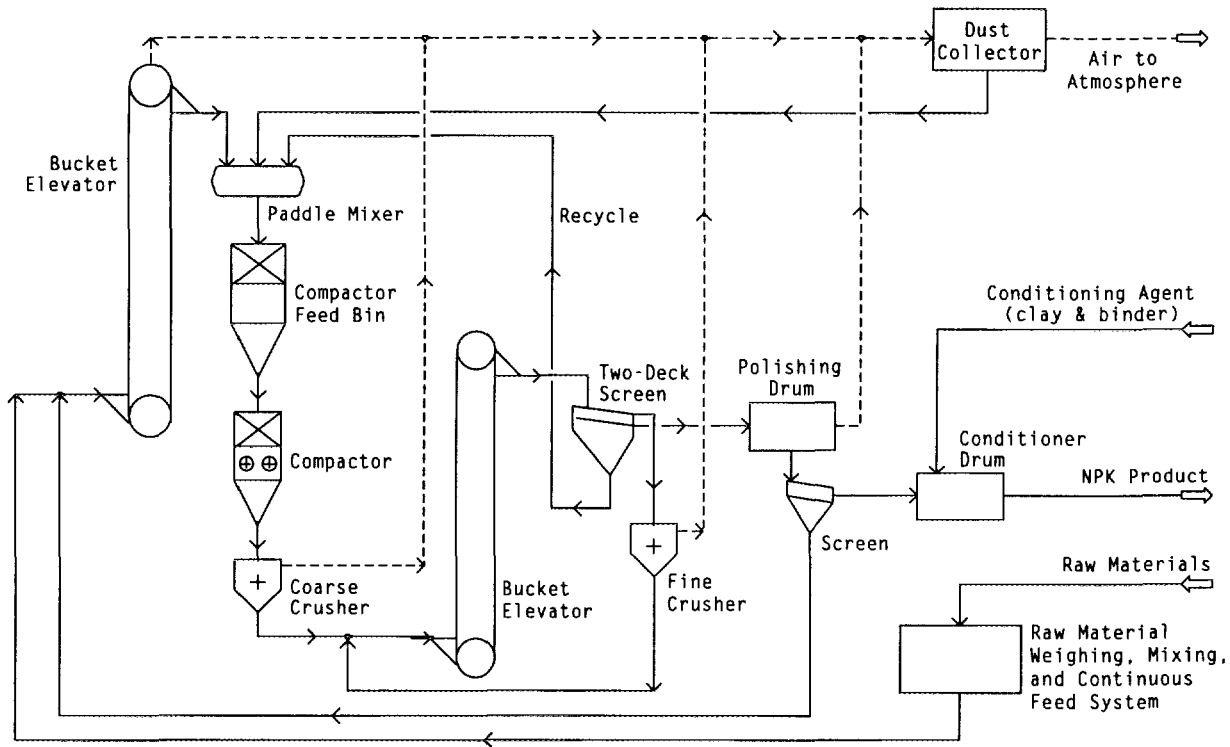 Dust
Collector
Air to
Atmosphere
Bucket
Elevator
Paddle Mixer
Recycle
Compactor
Feed Bin
Conditioning Agent
(clay & binder)
Two-Deck
Screen
Polishing
Drum
Compactor
Conditioner
Drum
NPK Product
Screen
Coarse
Crusher
Bucket
Elevator
Fine
Crusher
Raw Materials
Raw Material
Weighing, Mixing,
and Continuous
Feed System